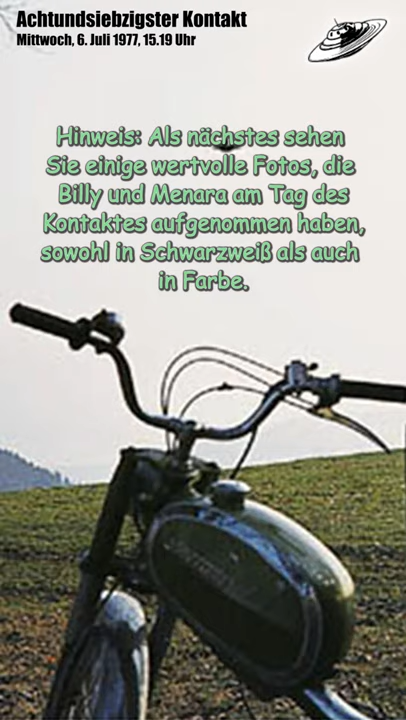 Achtundsiebzigster Kontakt
Mittwoch, 6. Juli 1977, 15.19 Uhr
Hinweis: Als nächstes sehen
Sie einige wertvolle Fotos, die
Billy und Menara am Tag des
Kontaktes aufgenommen haben,
sowohl in Schwarzweiß als auch
in Farbe.